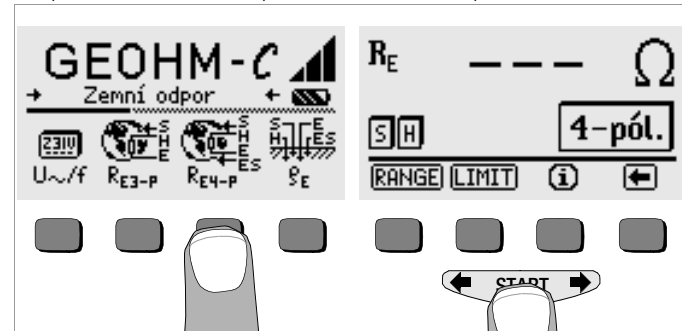 GEOHM-C
Zemní odpor
U~/f
RE3-P
S
H
E
RE4-P
S
H
E
ES
S
H
E
ES
ϱE
RE
--- Ω
S H
4-pól.
RANGE LIMIT i
START